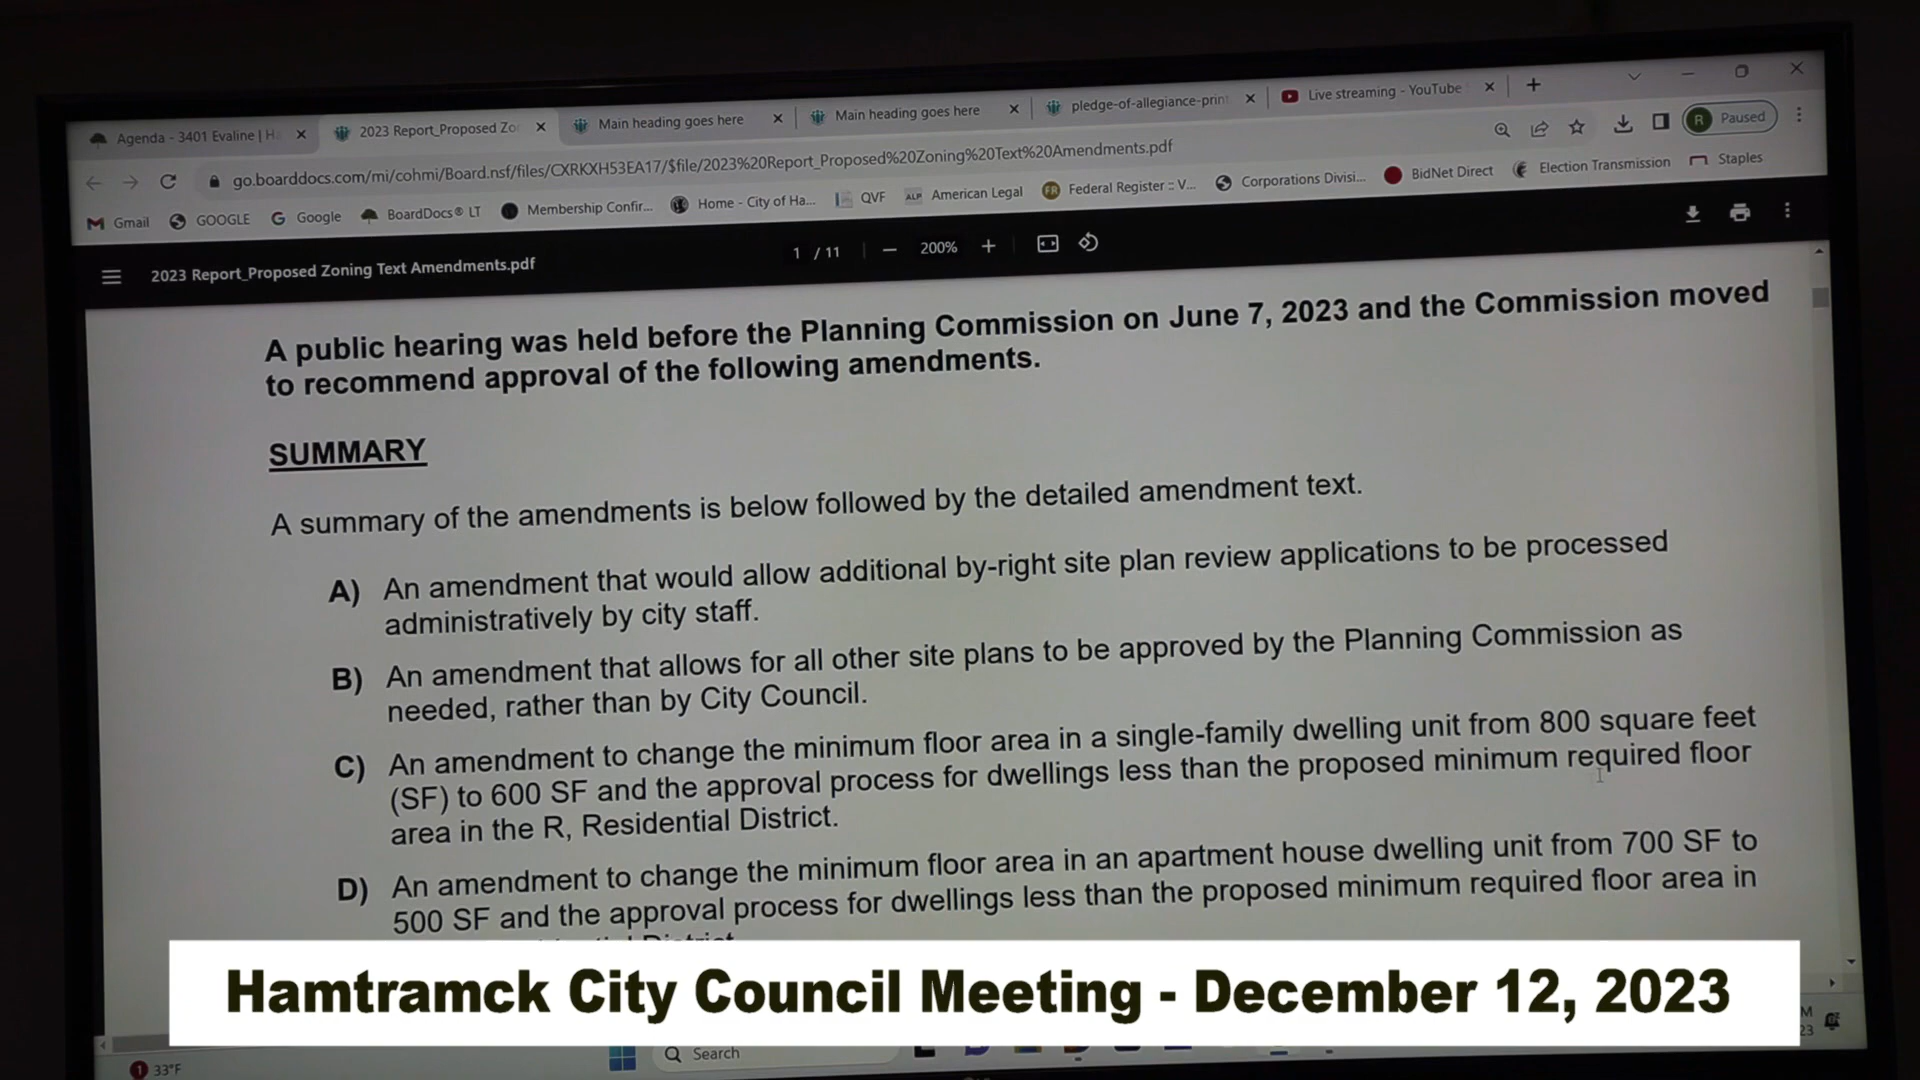 Agenda - 3401 Evaline | H
2023 Report_Proposed Zo
Main heading goes here
Main heading goes here
pledge-of-allegiance-print
Live streaming - YouTube
go.boarddocs.com/mi/cohmi/Board.nsf/files/CXRKXH53EA17/$file/2023%20Report_Proposed%20Zoning%20Text%20Amendments.pdf
R Paused
Gmail GOOGLE Google BoardDocs® LT Membership Confir... Home - City of Ha... QVF ALP American Legal FR Federal Register :: V... Corporations Divisi... BidNet Direct Election Transmission Staples
2023 Report_Proposed Zoning Text Amendments.pdf
1 / 11 200%
A public hearing was held before the Planning Commission on June 7, 2023 and the Commission moved
to recommend approval of the following amendments.
SUMMARY
A summary of the amendments is below followed by the detailed amendment text.
A) An amendment that would allow additional by-right site plan review applications to be processed
administratively by city staff.
B) An amendment that allows for all other site plans to be approved by the Planning Commission as
needed, rather than by City Council.
C) An amendment to change the minimum floor area in a single-family dwelling unit from 800 square feet
(SF) to 600 SF and the approval process for dwellings less than the proposed minimum required floor
area in the R, Residential District.
D) An amendment to change the minimum floor area in an apartment house dwelling unit from 700 SF to
500 SF and the approval process for dwellings less than the proposed minimum required floor area in
Hamtramck City Council Meeting - December 12, 2023
1 33°F
Search